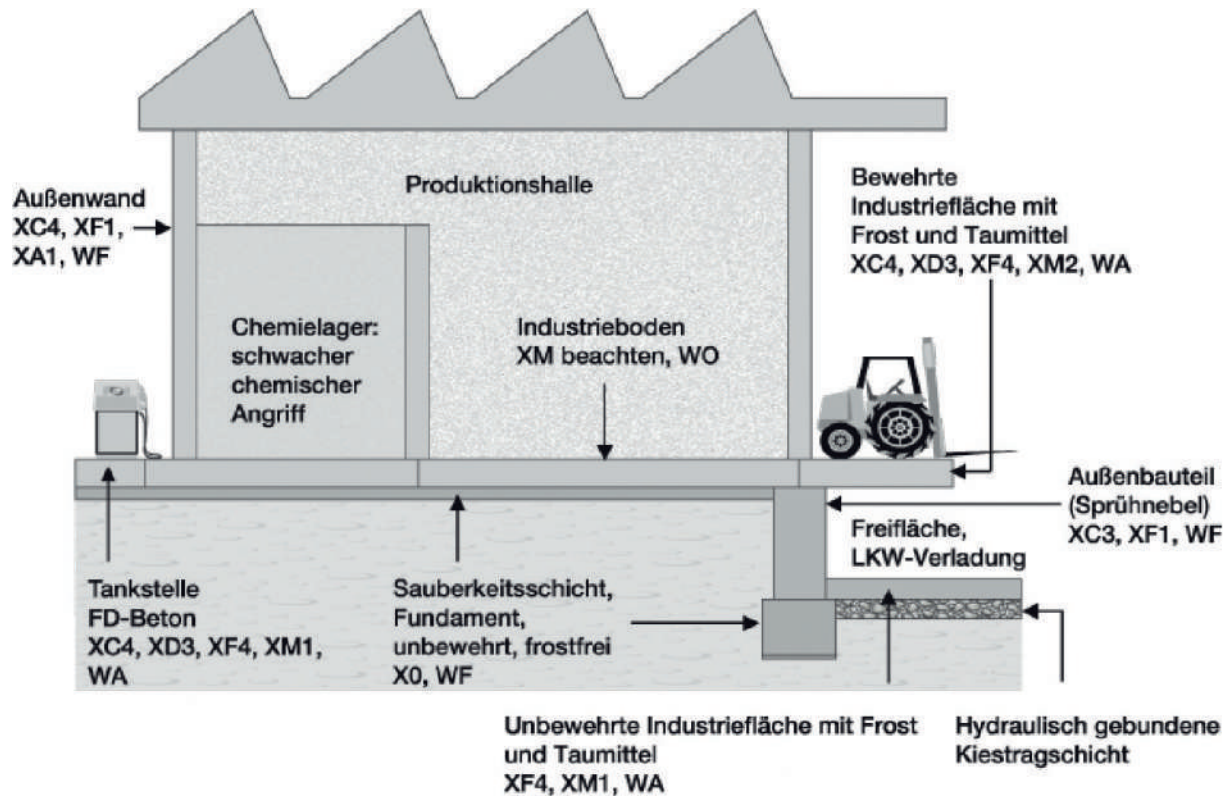 Produktionshalle
Außenwand
XC4, XF1,
XA1, WF
Bewehrte
Industriefläche mit
Frost und Taumittel
XC4, XD3, XF4, XM2, WA
Chemielager:
schwacher
chemischer
Angriff
Industrieboden
XM beachten, WO
Außenbauteil
(Sprühnebel)
XC3, XF1, WF
Freifläche,
LKW-Verladung
Tankstelle
FD-Beton
XC4, XD3, XF4, XM1,
WA
Sauberkeitsschicht,
Fundament,
unbewehrt, frostfrei
X0, WF
Unbewehrte Industriefläche mit Frost
und Taumittel
XF4, XM1, WA
Hydraulisch gebundene
Kiestragschicht